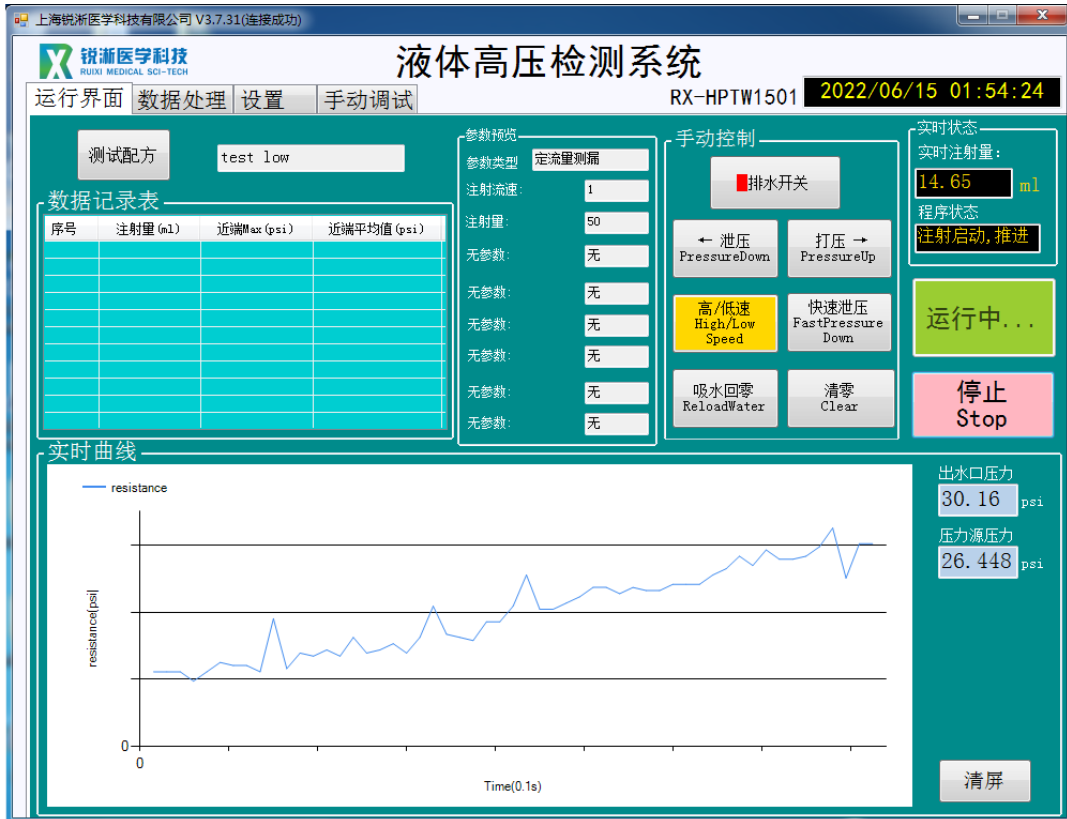 上海锐淅医学科技有限公司 V3.7.31(连接成功)
锐淅医学科技
RUIXI MEDICAL SCI-TECH
液体高压检测系统
RX-HPTW1501
2022/06/15 01:54:24
运行界面 数据处理 设置 手动调试
测试配方
test low
数据记录表
序号 注射量(ml) 近端Max(psi) 近端平均值(psi)
参数预览
参数类型 定流量测漏
注射流速: 1
注射量: 50
无参数: 无
无参数: 无
无参数: 无
无参数: 无
无参数: 无
无参数: 无
手动控制
排水开关
← 泄压
PressureDown
打压 →
PressureUp
高/低速
High/Low
Speed
快速泄压
FastPressure
Down
吸水回零
ReloadWater
清零
Clear
实时状态
实时注射量:
14.65 ml
程序状态
注射启动,推进
运行中...
停止
Stop
实时曲线
resistance
resistance[psi]
0
0
Time(0.1s)
出水口压力
30.16 psi
压力源压力
26.448 psi
清屏